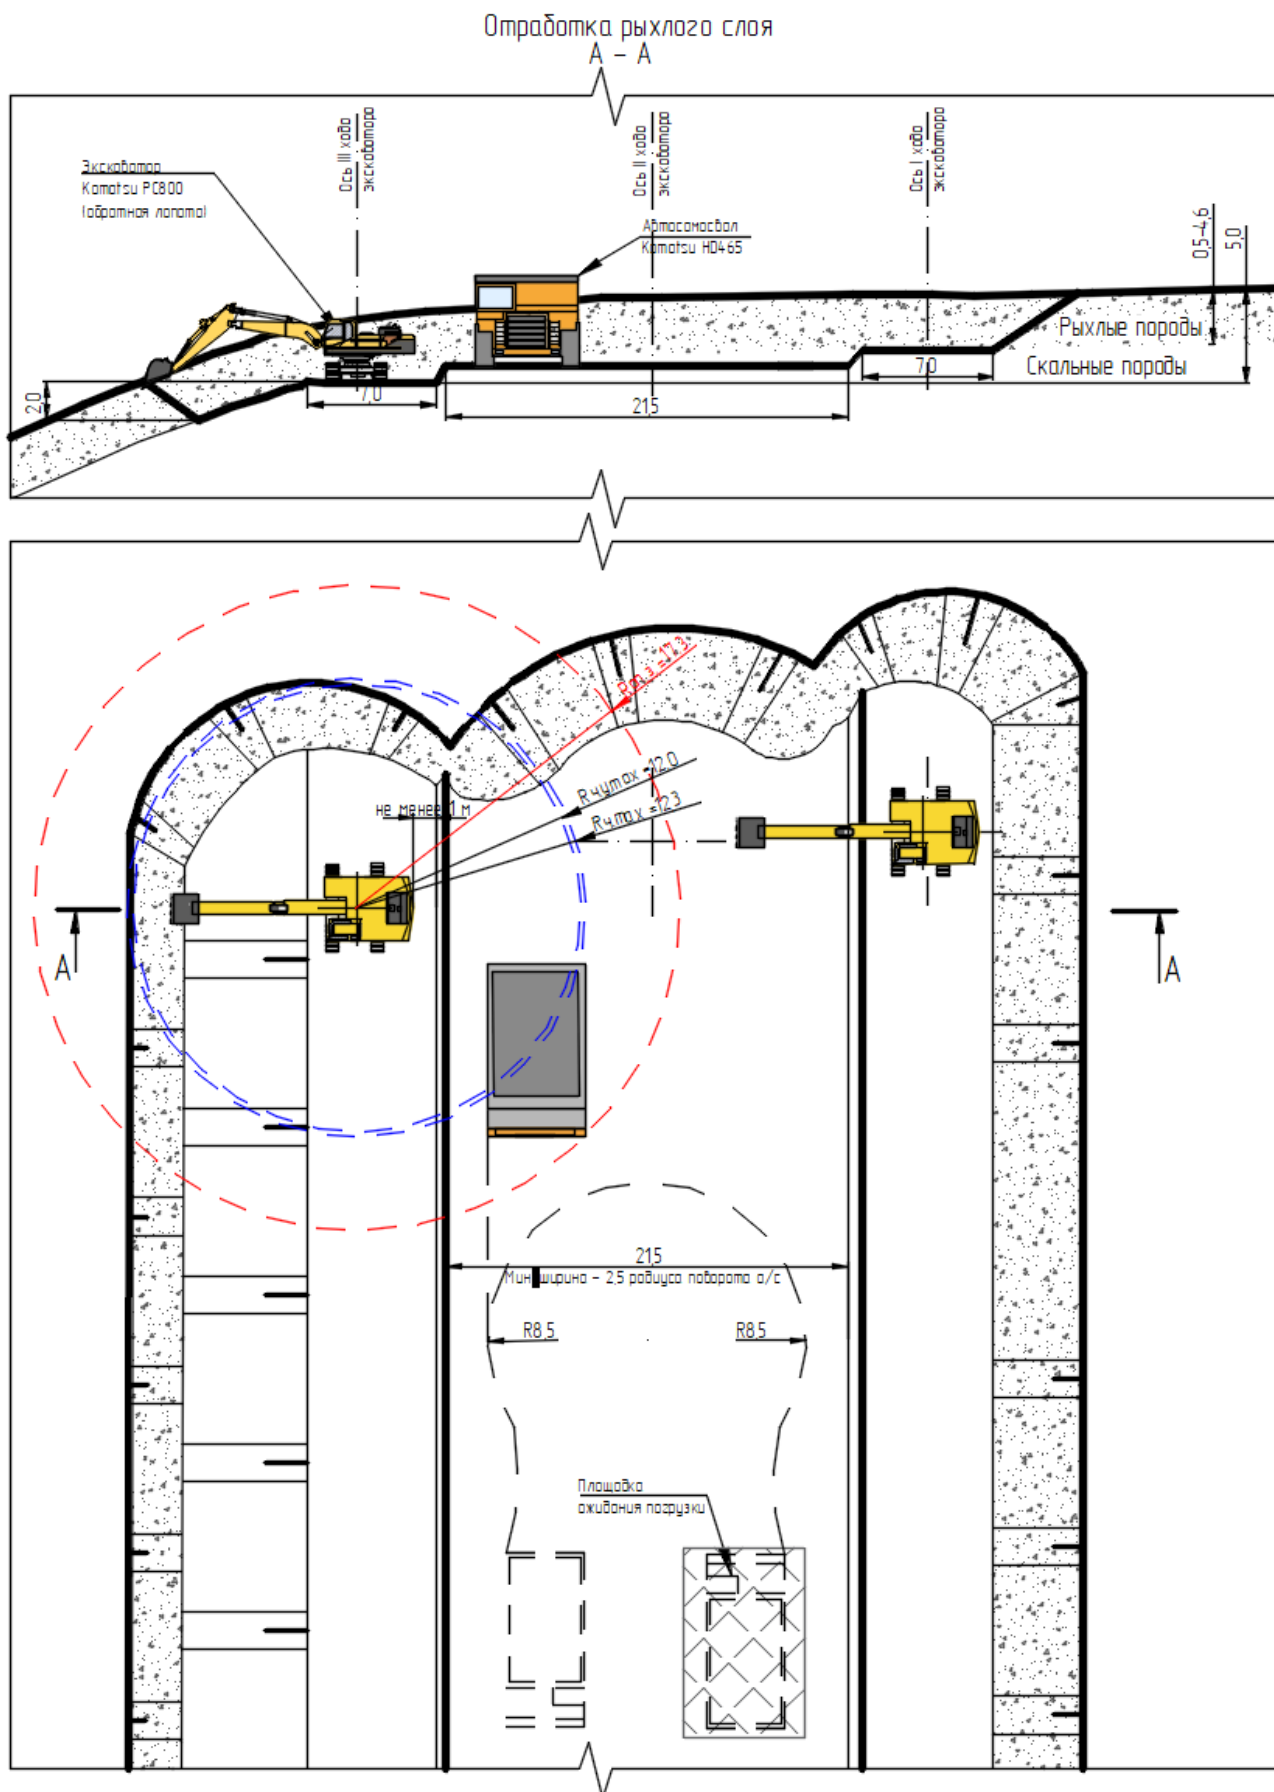 Отработка рыхлого слоя
А - А
Ось III хода
экскаватора
Ось II хода
экскаватора
Ось I хода
экскаватора
Экскаватор
Komatsu PC800
(обратная лопата)
Автосамосвал
Komatsu HD465
0,5-4,6
5,0
Рыхлые породы
Скальные породы
2,0
7,0
21,5
7,0
R =17,3
Rчуmax =12,0
Rчmax =12,3
не менее 1 м
А
А
21,5
Мин. ширина - 2,5 радиуса поворота а/с
R8,5
R8,5
Площадка
ожидания погрузки